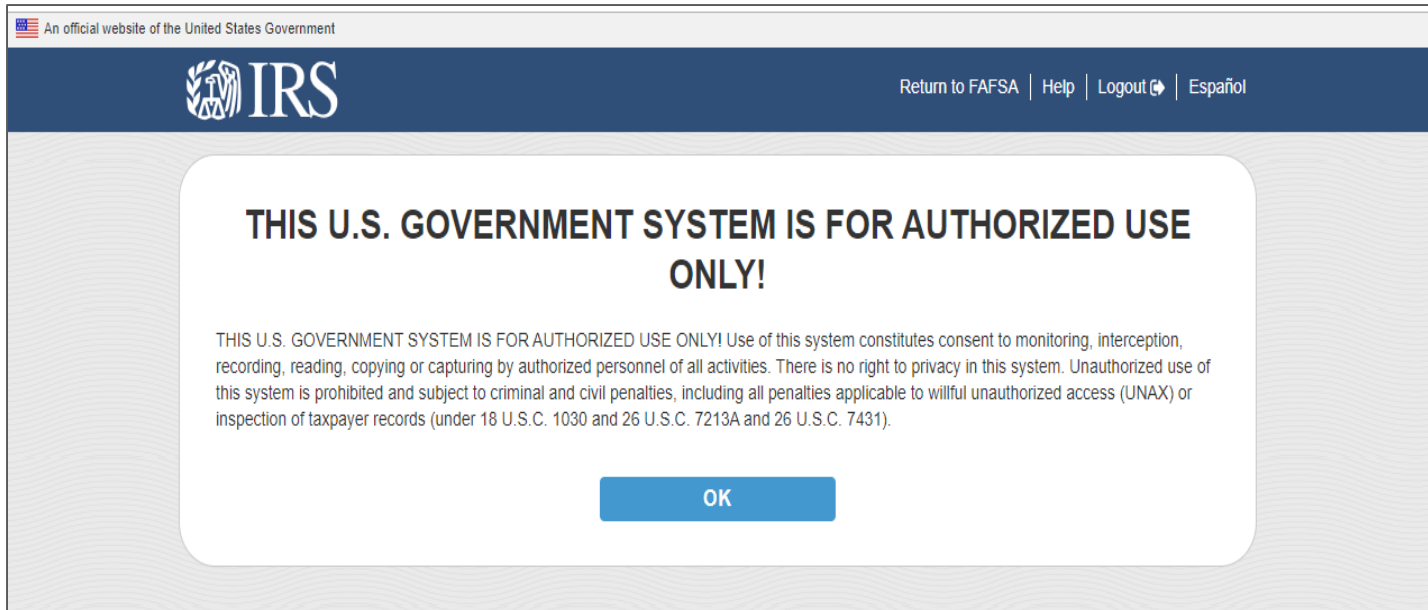 An official website of the United States Government
IRS
Return to FAFSA | Help | Logout | Español
THIS U.S. GOVERNMENT SYSTEM IS FOR AUTHORIZED USE
ONLY!
THIS U.S. GOVERNMENT SYSTEM IS FOR AUTHORIZED USE ONLY! Use of this system constitutes consent to monitoring, interception,
recording, reading, copying or capturing by authorized personnel of all activities. There is no right to privacy in this system. Unauthorized use of
this system is prohibited and subject to criminal and civil penalties, including all penalties applicable to willful unauthorized access (UNAX) or
inspection of taxpayer records (under 18 U.S.C. 1030 and 26 U.S.C. 7213A and 26 U.S.C. 7431).
OK